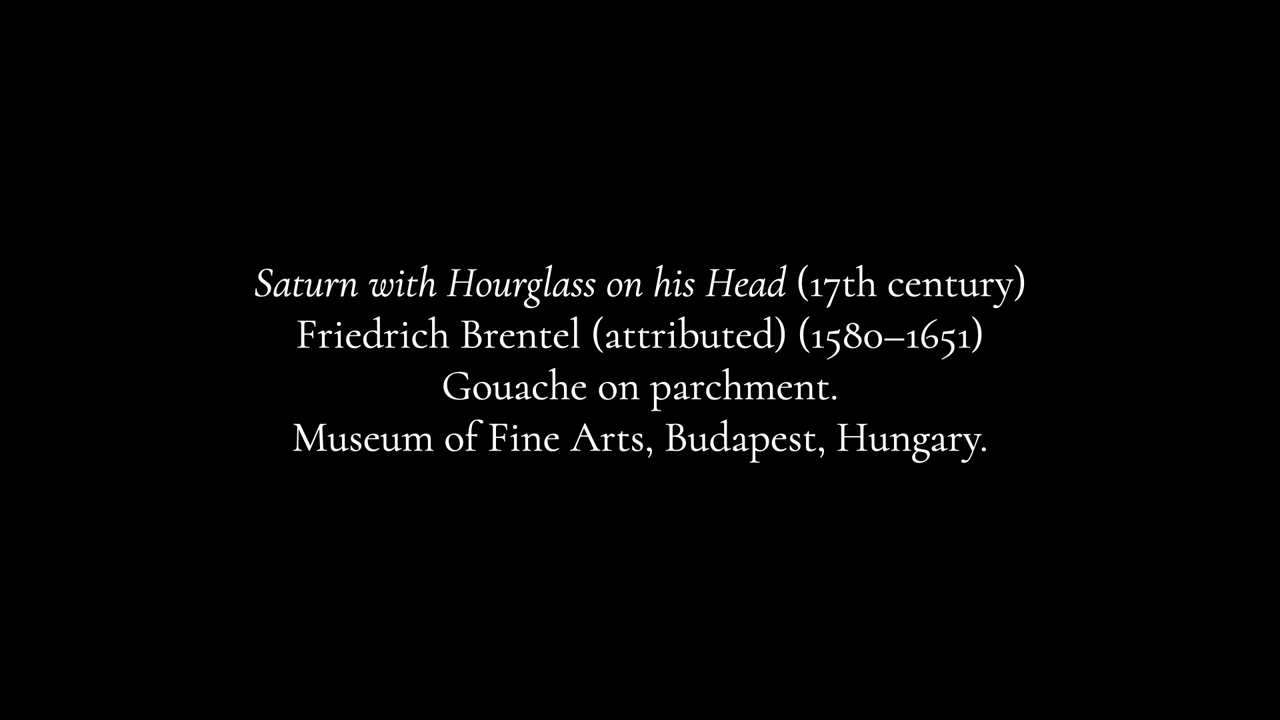 Saturn with Hourglass on his Head (17th century)
Friedrich Brentel (attributed) (1580–1651)
Gouache on parchment.
Museum of Fine Arts, Budapest, Hungary.